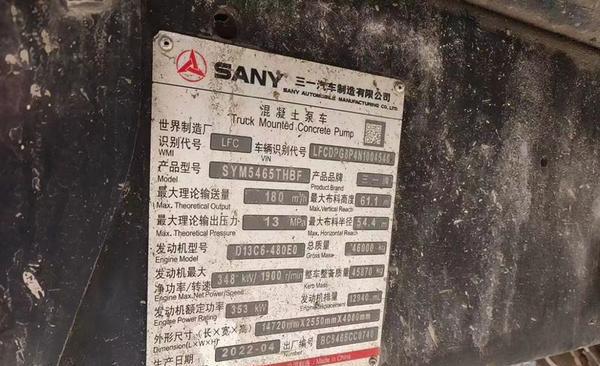 SANY 三一汽车制造有限公司
SANY AUTOMOBILE MANUFACTURING CO., LTD.
混凝土泵车
Truck Mounted Concrete Pump
世界制造厂识别代号 LFC 车辆识别代号 LFCDPG8P4N1004540
WMI VIN
产品型号 SYM5465THBF 产品品牌 三一牌
Model Product Brand
最大理论输送量 180 m³/h 最大布料高度 61.1 m
Max. Theoretical Output Max.Vertical Reach
最大理论输出压力 13 MPa 最大布料半径 54.4 m
Max. Theoretical Pressure Max. Horizontal Reach
发动机型号 D13C6-480E0 总质量 46000 kg
Engine Model Gross Mass
发动机最大净功率/转速 348 kW/ 1900 r/min 整车整备质量 45870 kg
Engine Max.Net Power/Speed Kerb Mass
发动机额定功率 353 kW 发动机排量 12940
Engine Power Rating Engine Displacement
外形尺寸(长×宽×高) 14720mm×2550mm×4000mm
Dimension(L×W×H)
生产日期 2022-04 出厂编号 Number
Made in China